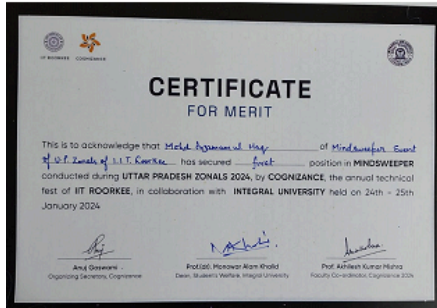 IIT ROORKEE COGNIZANCE
CERTIFICATE
FOR MERIT
This is to acknowledge that Mohd of Mindsweeper Event
of U.P. Zonals of I.I.T. Roorkee has secured first position in MINDSWEEPER
conducted during UTTAR PRADESH ZONALS 2024, by COGNIZANCE, the annual technical
fest of IIT ROORKEE, in collaboration with INTEGRAL UNIVERSITY held on 24th - 25th
January 2024
Anuj Goswami
Organizing Secretary, Cognizance
Prof.(Dr). Monawar Alam Khalid
Dean, Student's Welfare, Integral University
Prof. Akhilesh Kumar Mishra
Faculty Co-ordinator, Cognizance 2024